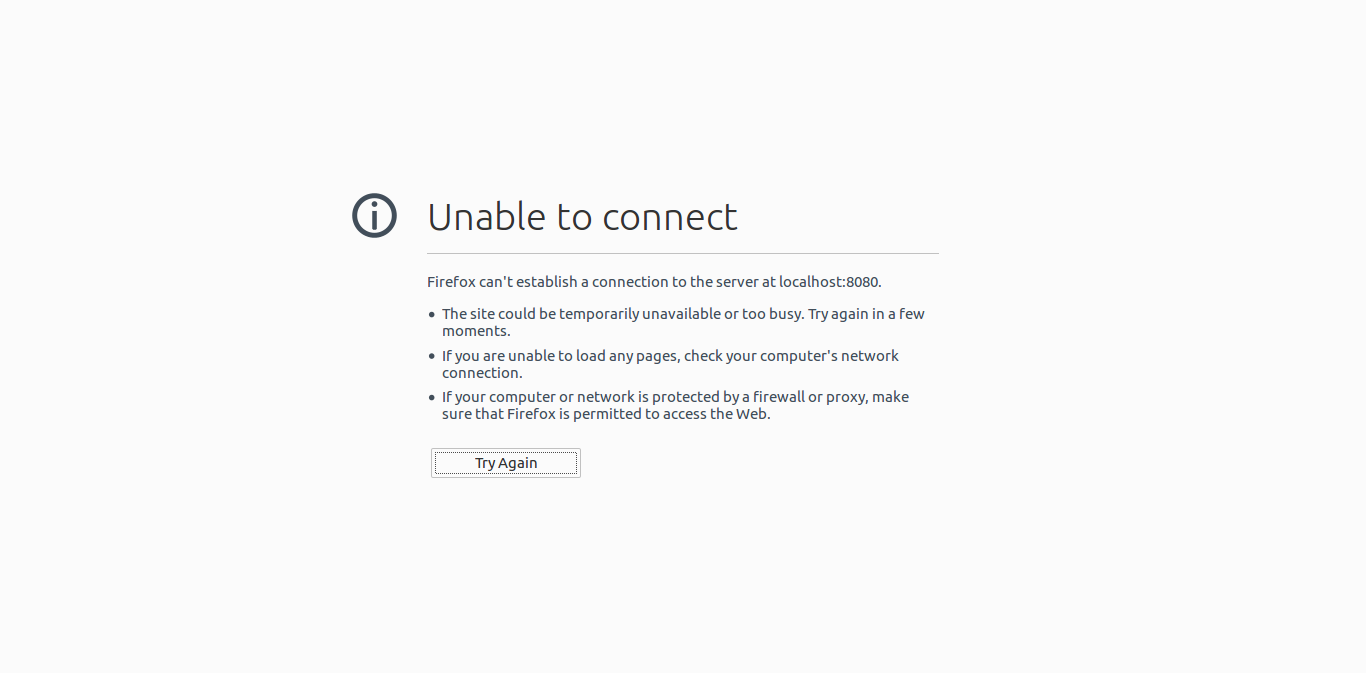 Unable to connect
Firefox can't establish a connection to the server at localhost:8080.
• The site could be temporarily unavailable or too busy. Try again in a few
moments.
• If you are unable to load any pages, check your computer's network
connection.
• If your computer or network is protected by a firewall or proxy, make
sure that Firefox is permitted to access the Web.
Try Again